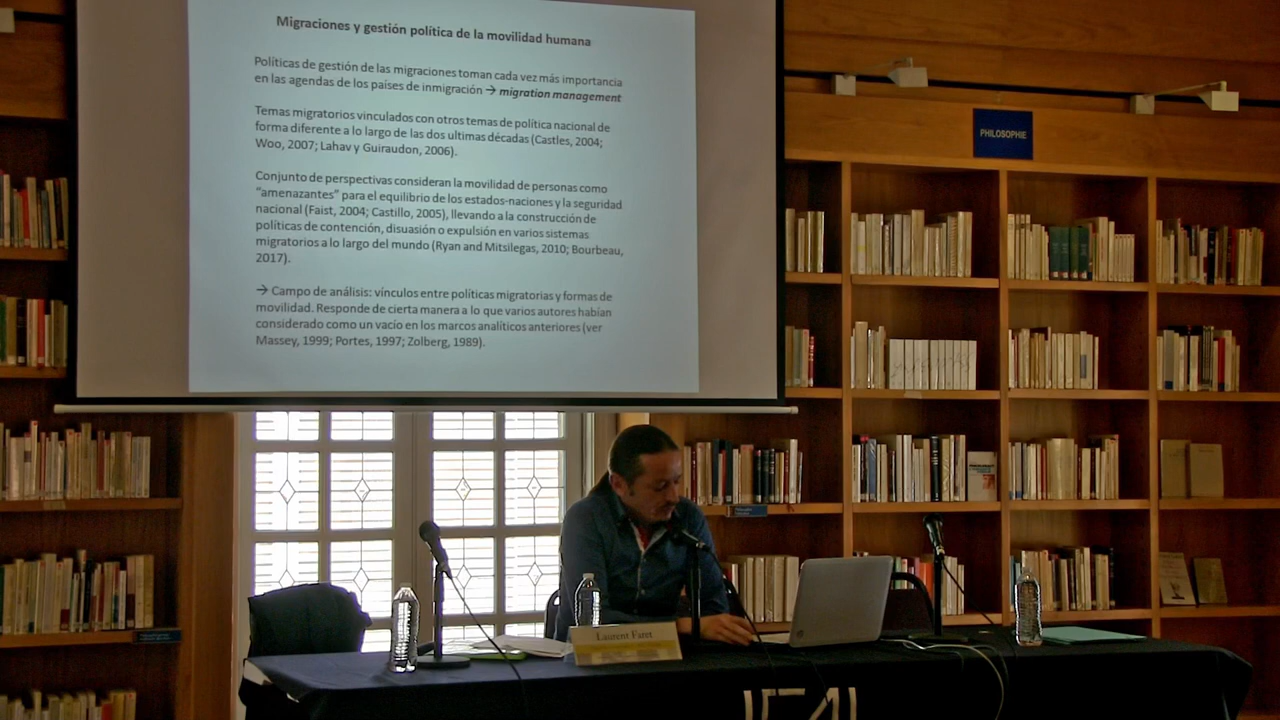 Migraciones y gestión política de la movilidad humana
Políticas de gestión de las migraciones toman cada vez más importancia
en las agendas de los países de inmigración → migration management
Temas migratorios vinculados con otros temas de política nacional de
forma diferente a lo largo de las dos ultimas décadas (Castles, 2004;
Woo, 2007; Lahav y Guiraudon, 2006).
Conjunto de perspectivas consideran la movilidad de personas como
“amenazantes” para el equilibrio de los estados-naciones y la seguridad
nacional (Faist, 2004; Castillo, 2005), llevando a la construcción de
políticas de contención, disuasión o expulsión en varios sistemas
migratorios a lo largo del mundo (Ryan and Mitsilegas, 2010; Bourbeau,
2017).
→ Campo de análisis: vínculos entre políticas migratorias y formas de
movilidad. Responde de cierta manera a lo que varios autores habían
considerado como un vacío en los marcos analíticos anteriores (ver
Massey, 1999; Portes, 1997; Zolberg, 1989).
PHILOSOPHIE
Laurent Faret